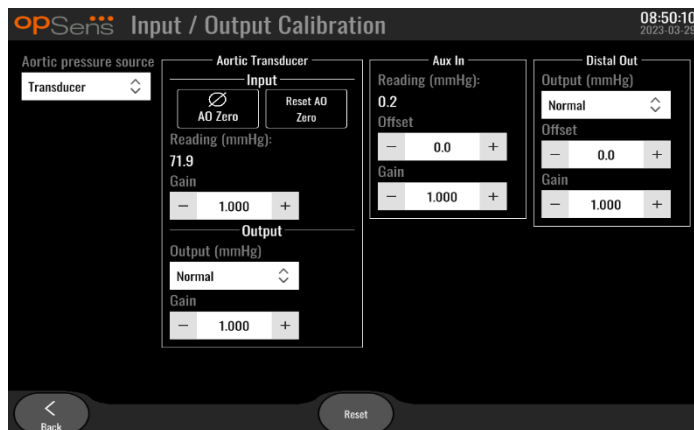 opSens Input / Output Calibration
08:50:10
2023-03-29
Aortic pressure source
Transducer
Aortic Transducer
Input
AO Zero
Reset AO
Zero
Reading (mmHg):
71.9
Gain
− 1.000 +
Output
Output (mmHg)
Normal
Gain
− 1.000 +
Aux In
Reading (mmHg):
0.2
Offset
− 0.0 +
Gain
− 1.000 +
Distal Out
Output (mmHg)
Normal
Offset
− 0.0 +
Gain
− 1.000 +
Back
Reset